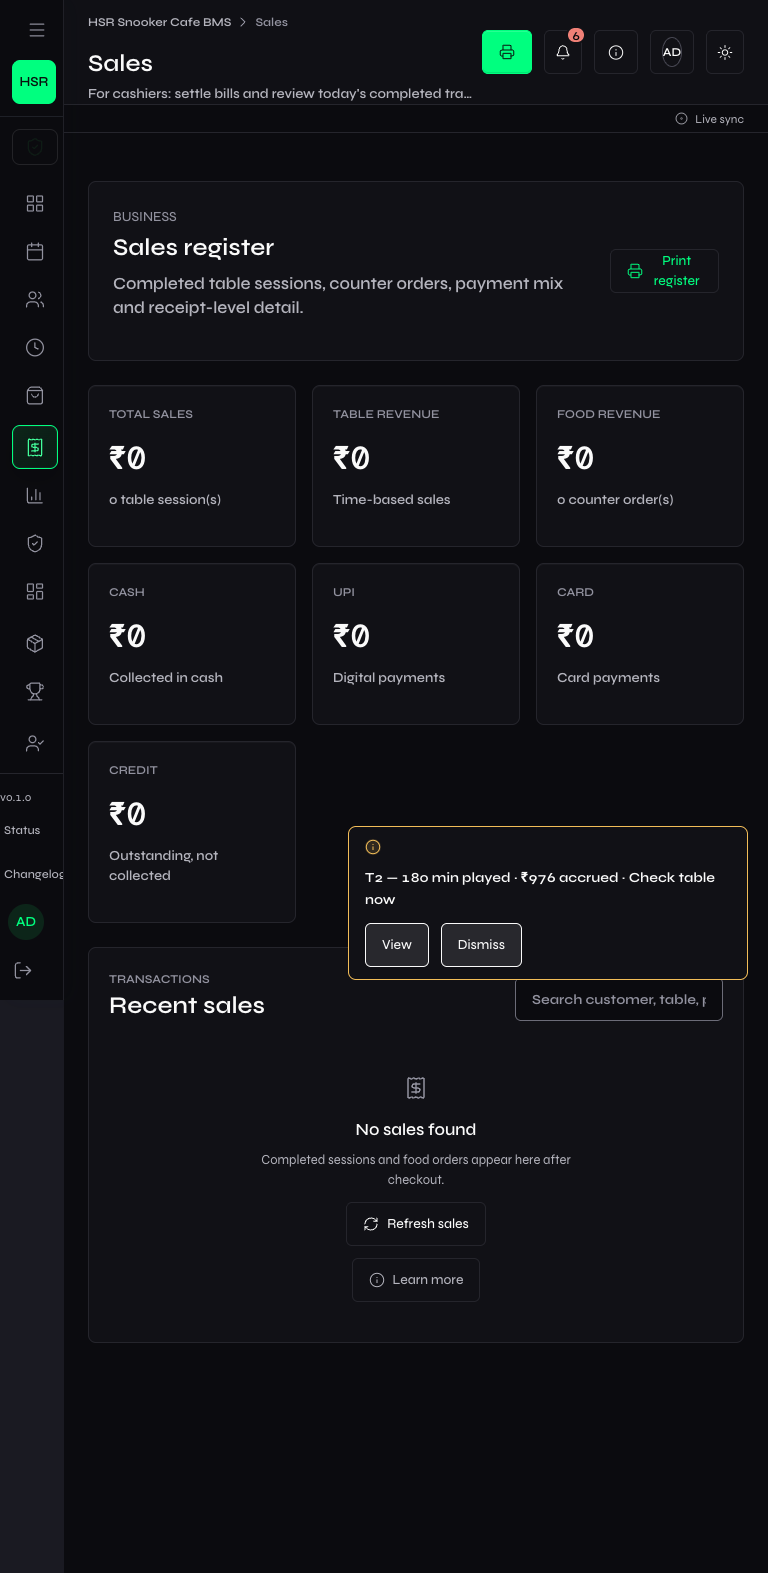 HSR Snooker Cafe BMS > Sales
Sales
For cashiers: settle bills and review today's completed tra...
6
AD
HSR
Live sync
BUSINESS
Sales register
Completed table sessions, counter orders, payment mix
and receipt-level detail.
Print
register
TOTAL SALES
₹0
0 table session(s)
TABLE REVENUE
₹0
Time-based sales
FOOD REVENUE
₹0
0 counter order(s)
CASH
₹0
Collected in cash
UPI
₹0
Digital payments
CARD
₹0
Card payments
CREDIT
₹0
Outstanding, not
collected
v0.1.0
Status
Changelog
AD
T2 — 180 min played · ₹976 accrued · Check table
now
View
Dismiss
TRANSACTIONS
Recent sales
Search customer, table,
No sales found
Completed sessions and food orders appear here after
checkout.
Refresh sales
Learn more